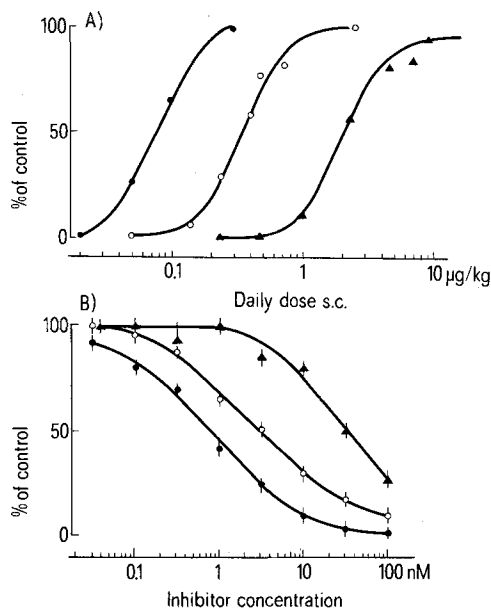 A)
100
50
0
% of control
0.1
1
10 µg/kg
Daily dose s.c.
B)
100
50
0
% of control
0.1
1
10
100 nM
Inhibitor concentration